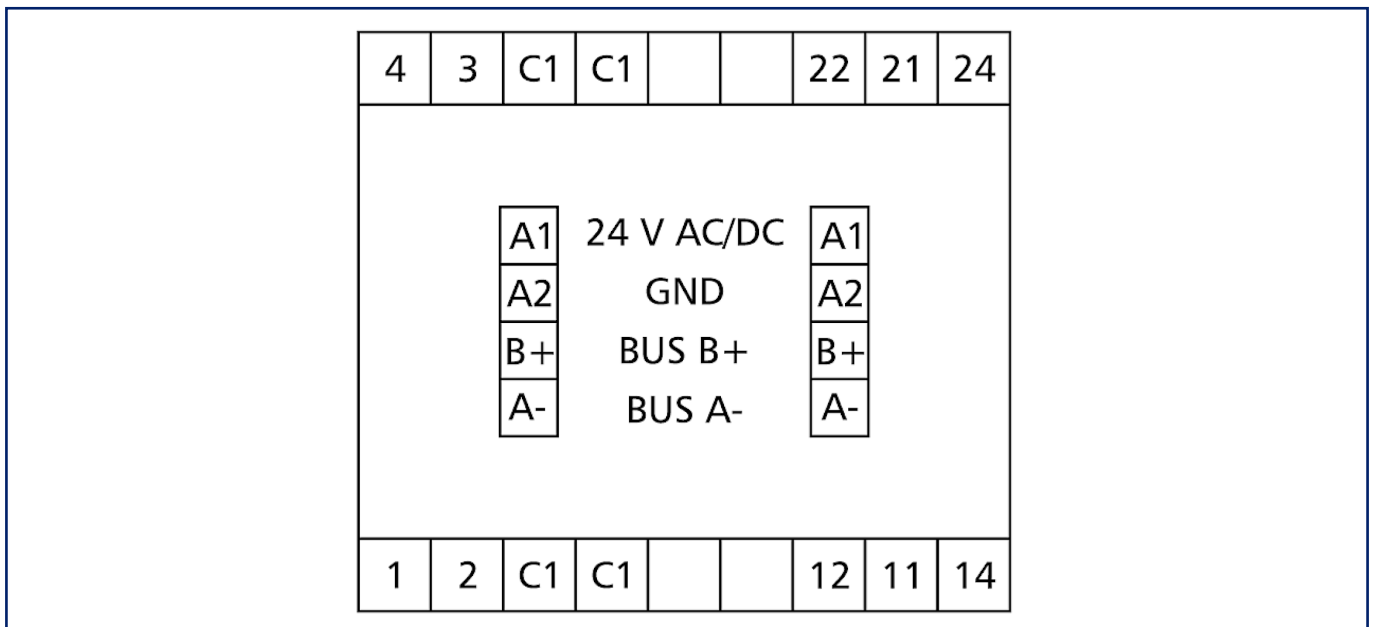 4 3 C1 C1 22 21 24
A1 24 V AC/DC A1
A2 GND A2
B+ BUS B+ B+
A- BUS A- A-
1 2 C1 C1 12 11 14